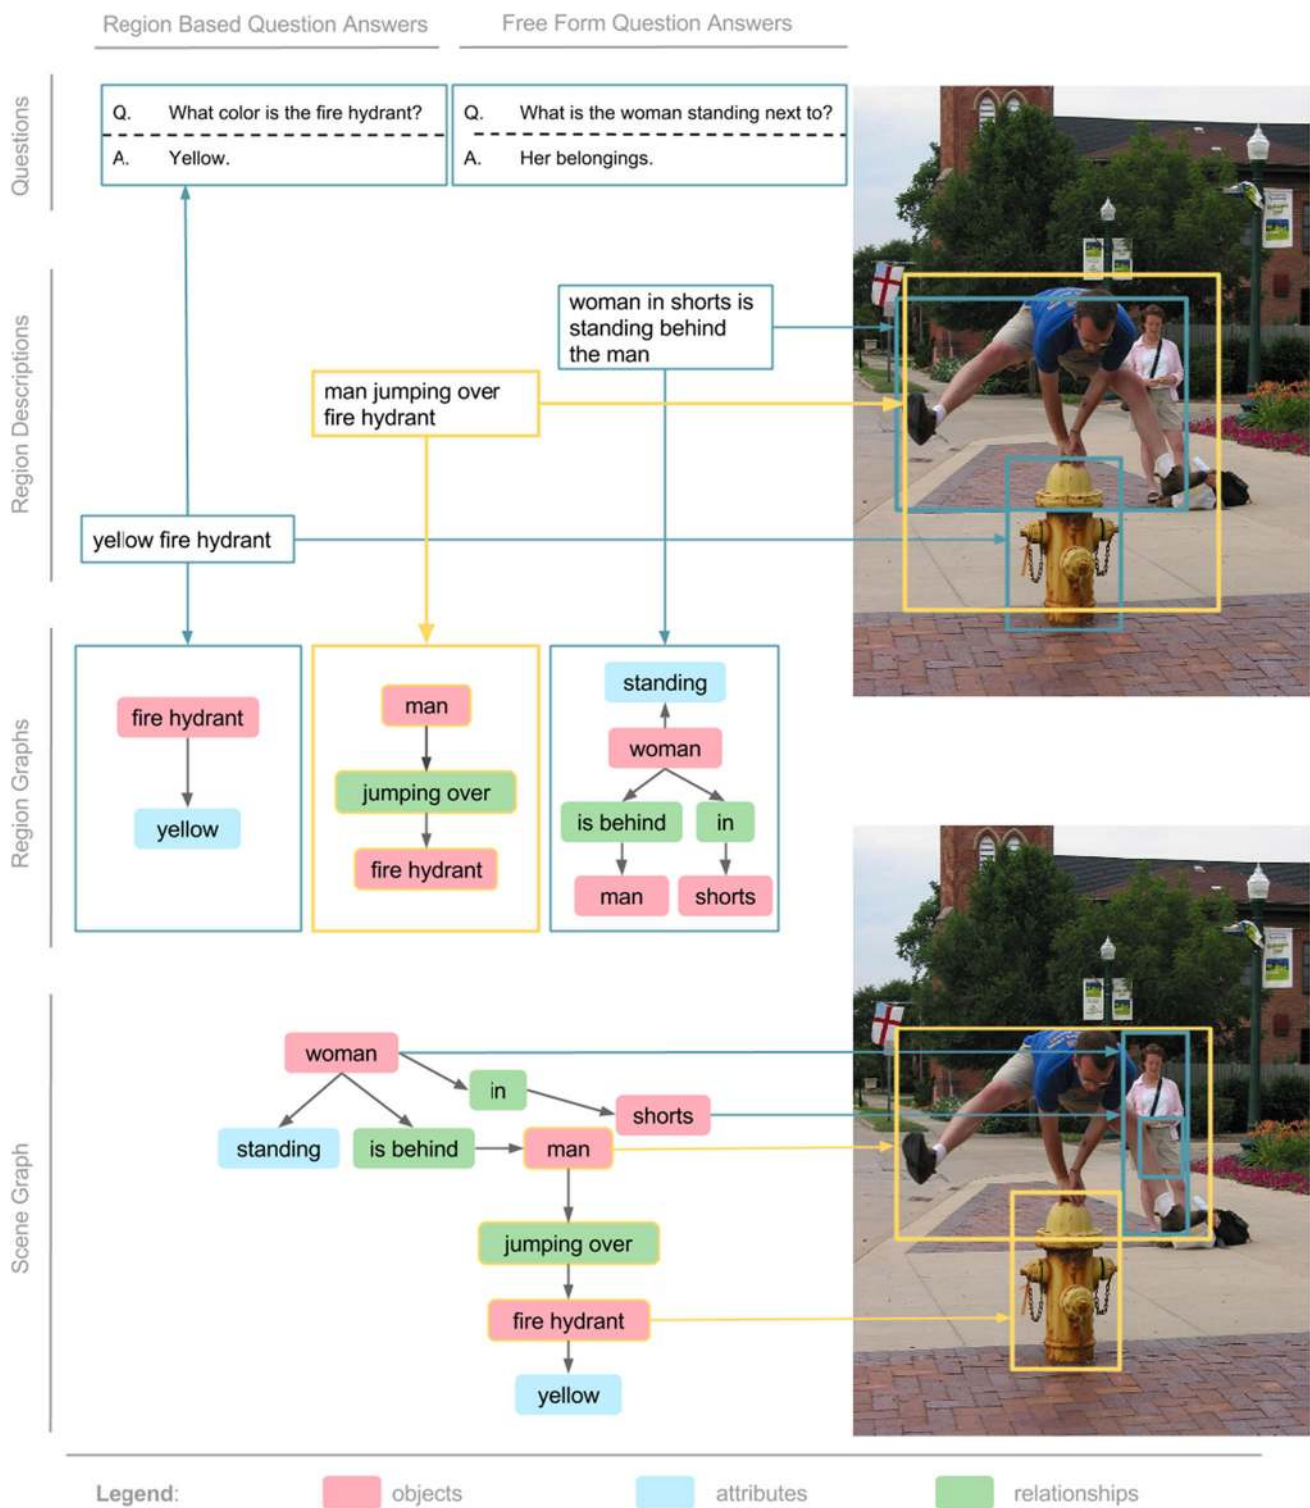 Region Based Question Answers
Free Form Question Answers
Questions
Q. What color is the fire hydrant?
A. Yellow.
Q. What is the woman standing next to?
A. Her belongings.
Region Descriptions
woman in shorts is
standing behind
the man
man jumping over
fire hydrant
yellow fire hydrant
Region Graphs
fire hydrant
yellow
man
jumping over
fire hydrant
standing
woman
is behind
in
man
shorts
Scene Graph
woman
in
shorts
standing
is behind
man
jumping over
fire hydrant
yellow
Legend:
objects
attributes
relationships